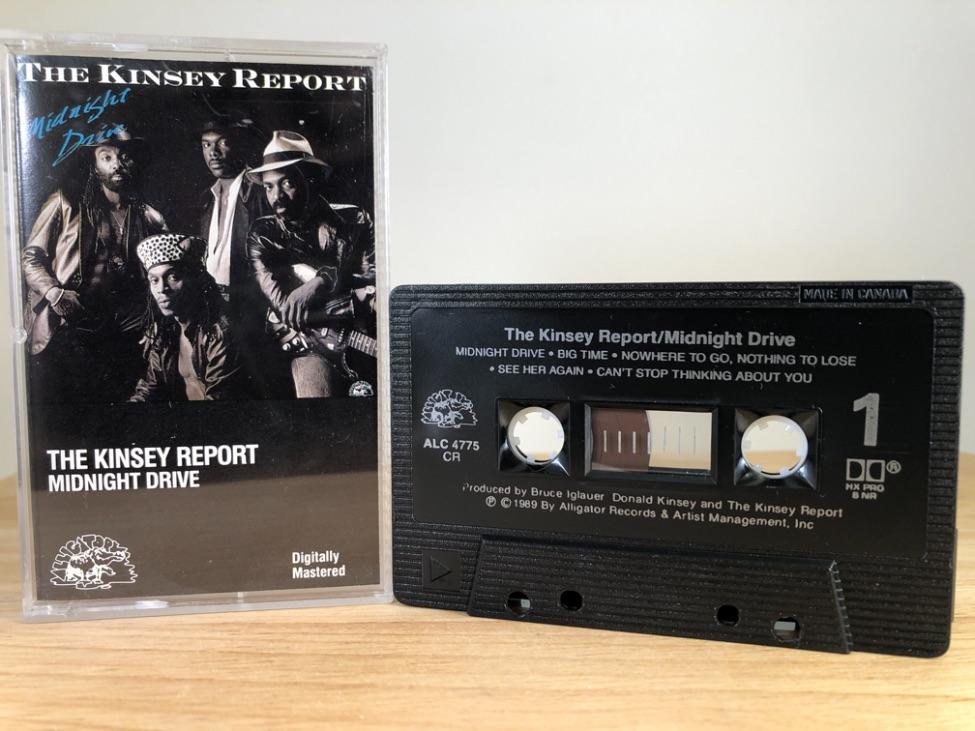 THE KINSEY REPORT
Midnight
Drive
THE KINSEY REPORT
MIDNIGHT DRIVE
ALLIGATOR
Digitally
Mastered
MADE IN CANADA
The Kinsey Report/Midnight Drive
MIDNIGHT DRIVE • BIG TIME • NOWHERE TO GO, NOTHING TO LOSE
• SEE HER AGAIN • CAN'T STOP THINKING ABOUT YOU
ALLIGATOR
ALC 4775
CR
1
HX PRO
B NR
Produced by Bruce Iglauer Donald Kinsey and The Kinsey Report
℗ © 1989 By Alligator Records & Artist Management, Inc